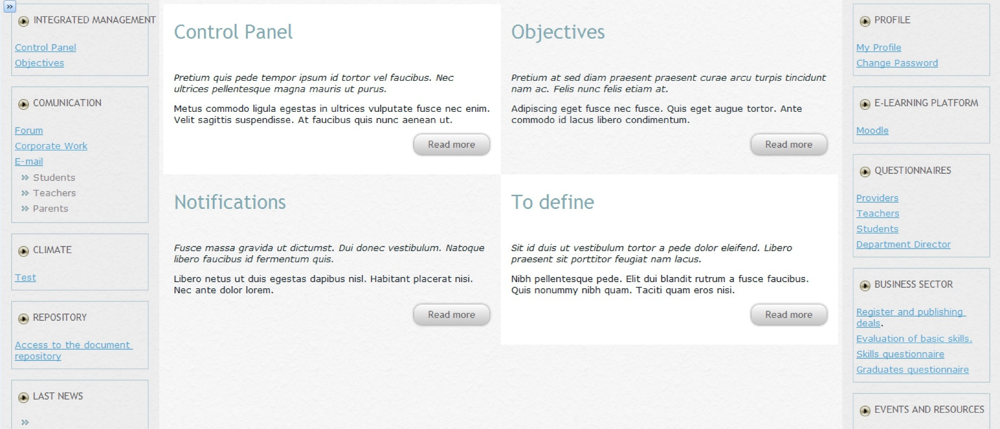 INTEGRATED MANAGEMENT
Control Panel
Objectives
COMUNICATION
Forum
Corporate Work
E-mail
Students
Teachers
Parents
CLIMATE
Test
REPOSITORY
Access to the document
repository
LAST NEWS
Control Panel
Pretium quis pede tempor ipsum id tortor vel faucibus. Nec
ultrices pellentesque magna mauris ut purus.
Metus commodo ligula egestas in ultrices vulputate fusce nec enim.
Velit sagittis suspendisse. At faucibus quis nunc aenean ut.
Read more
Objectives
Pretium at sed diam praesent praesent curae arcu turpis tincidunt
nam ac. Felis nunc felis etiam at.
Adipiscing eget fusce nec fusce. Quis eget augue tortor. Ante
commodo id lacus libero condimentum.
Read more
Notifications
Fusce massa gravida ut dictumst. Dui donec vestibulum. Natoque
libero faucibus id fermentum quis.
Libero netus ut duis egestas dapibus nisl. Habitant placerat nisi.
Nec ante dolor lorem.
Read more
To define
Sit id duis ut vestibulum tortor a pede dolor eleifend. Libero
praesent sit porttitor feugiat nam lacus.
Nibh pellentesque pede. Elit dui blandit rutrum a fusce faucibus.
Quis nonummy nibh quam. Taciti quam eros nisi.
Read more
PROFILE
My Profile
Change Password
E-LEARNING PLATFORM
Moodle
QUESTIONNAIRES
Providers
Teachers
Students
Department Director
BUSINESS SECTOR
Register and publishing
deals.
Evaluation of basic skills.
Skills questionnaire
Graduates questionnaire
EVENTS AND RESOURCES